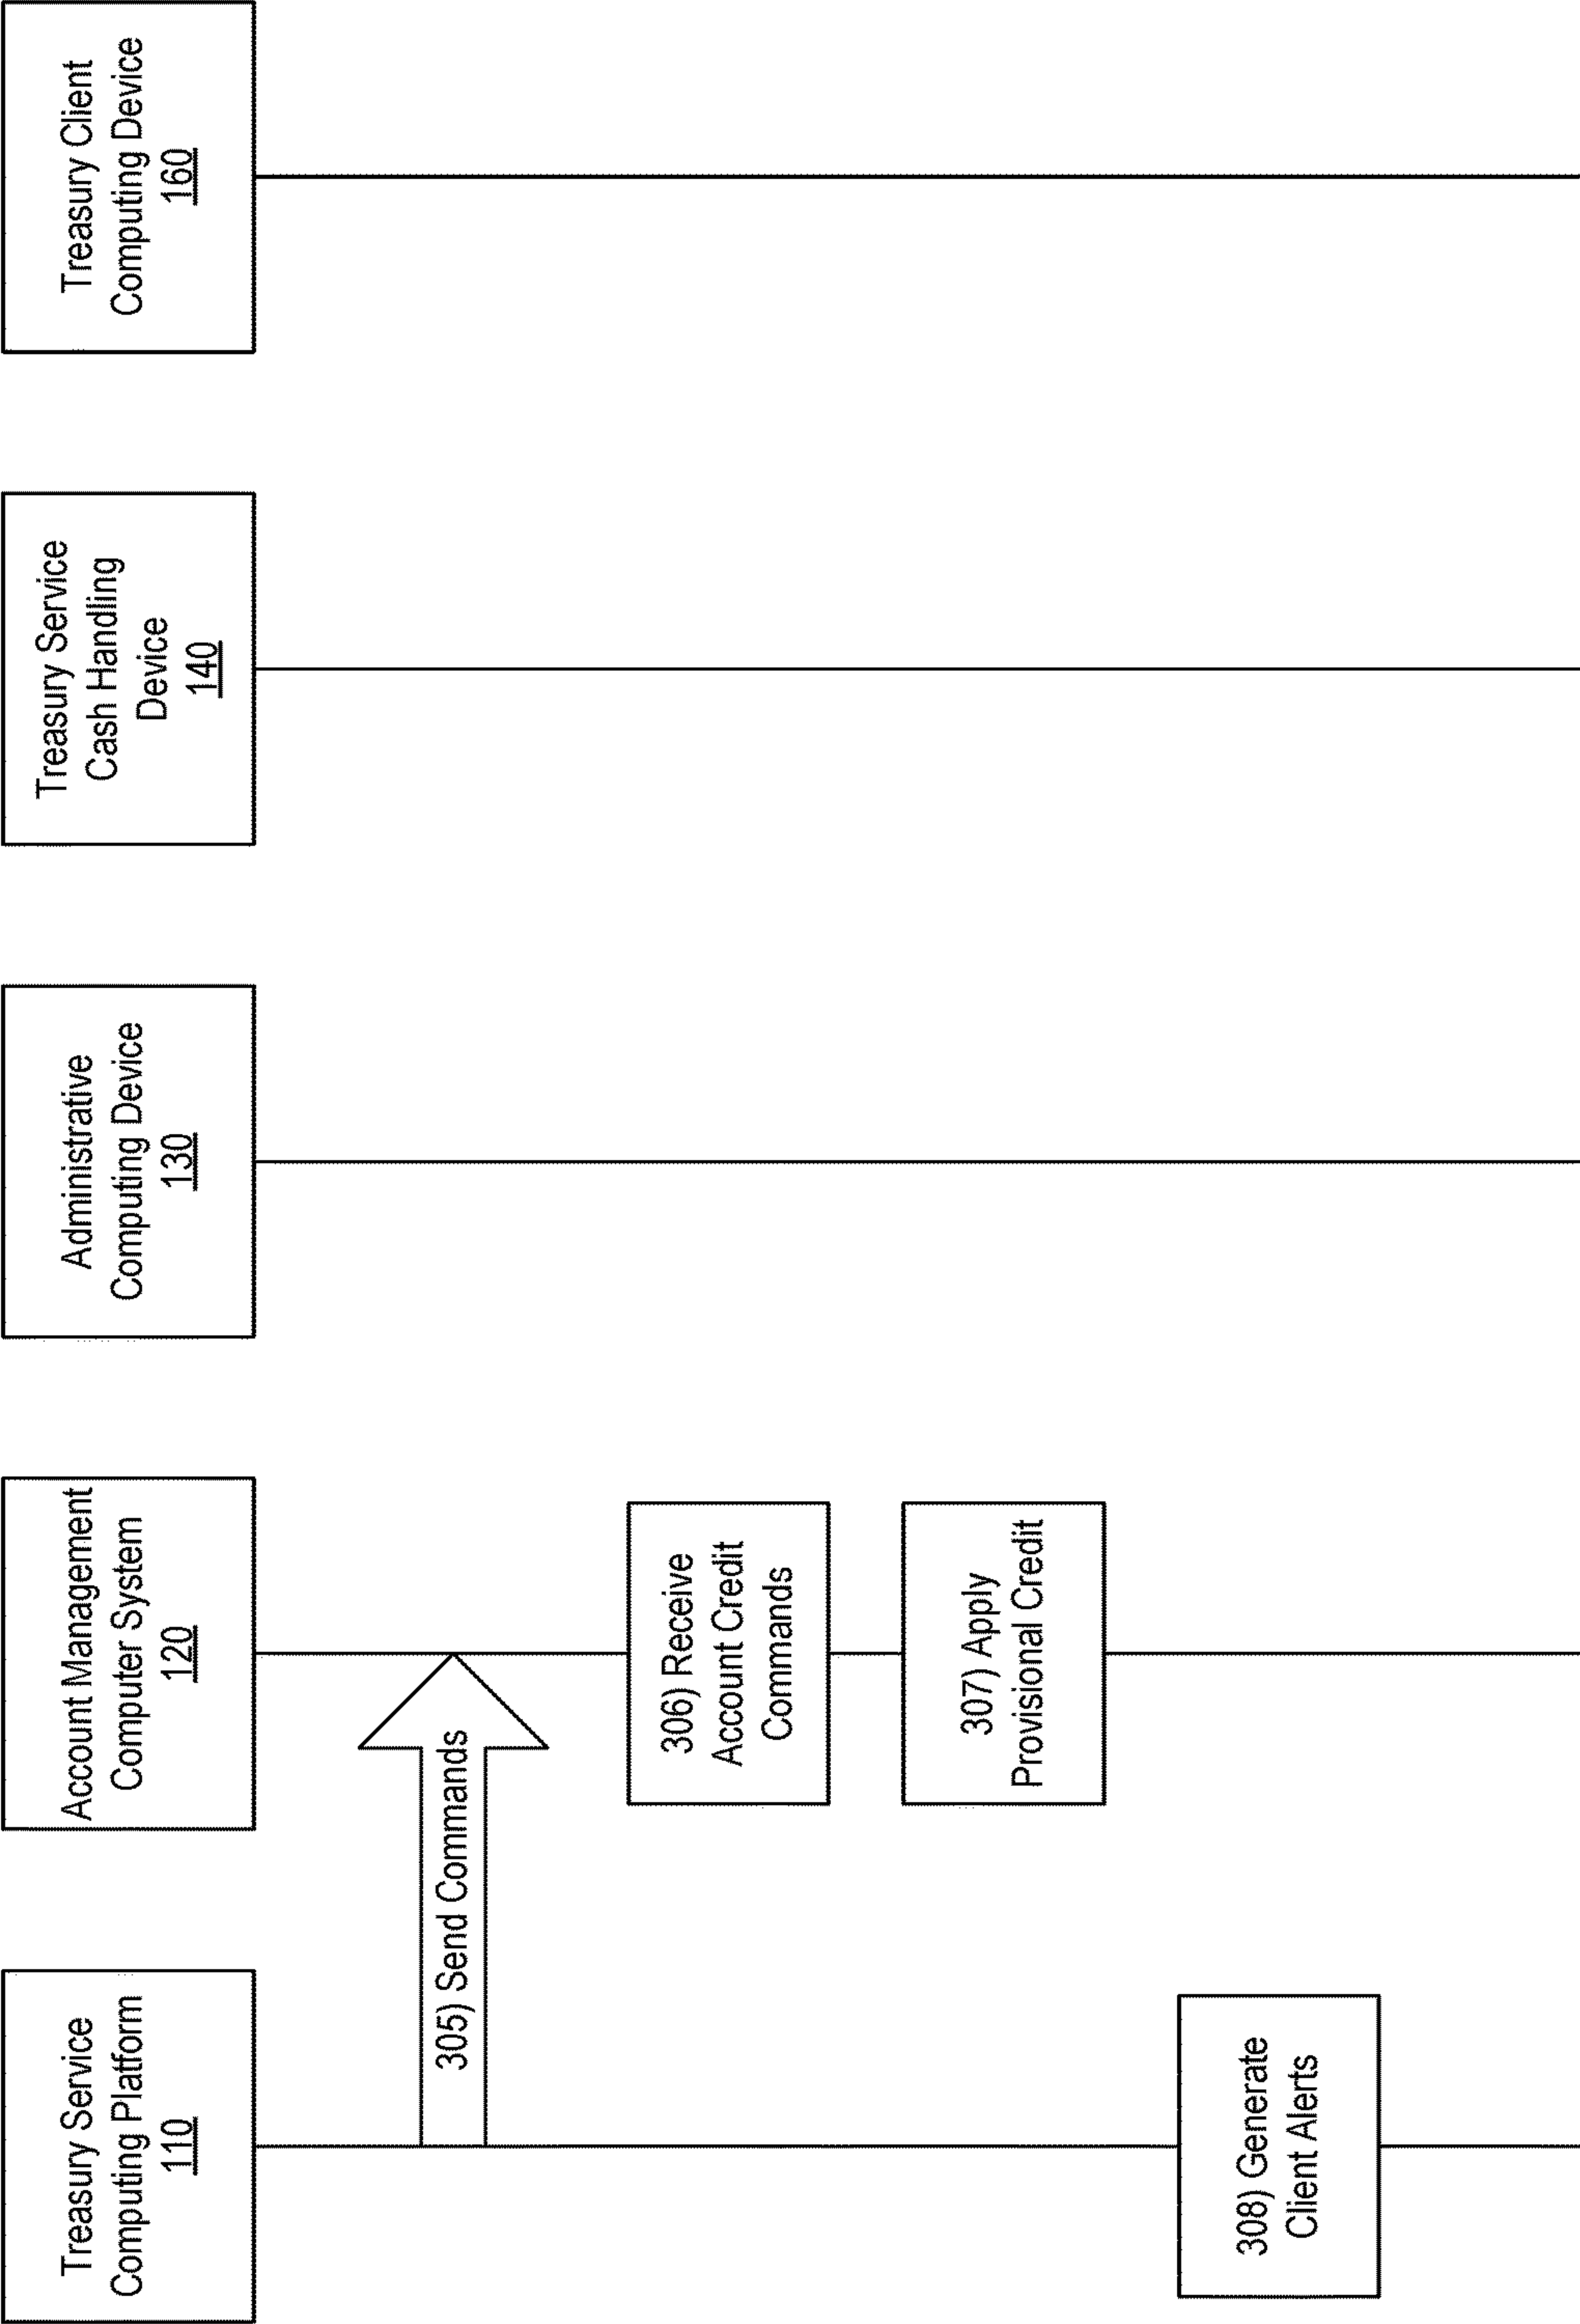 Treasury Service
Computing Platform
110
Account Management
Computer System
120
Administrative
Computing Device
130
Treasury Service
Cash Handling
Device
140
Treasury Client
Computing Device
160
305) Send Commands
306) Receive
Account Credit
Commands
307) Apply
Provisional Credit
308) Generate
Client Alerts